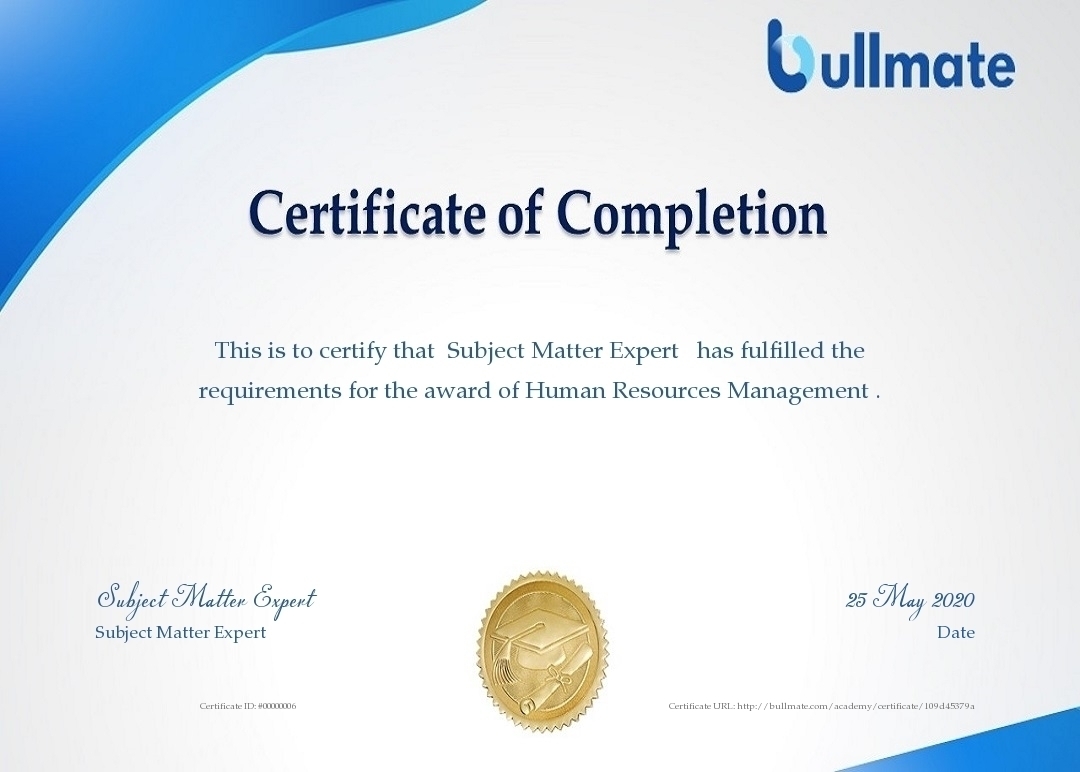 bullmate
Certificate of Completion
This is to certify that Subject Matter Expert has fulfilled the
requirements for the award of Human Resources Management .
Subject Matter Expert
Subject Matter Expert
25 May 2020
Date
Certificate ID: #00000006
Certificate URL: http://bullmate.com/academy/certificate/109d45379a